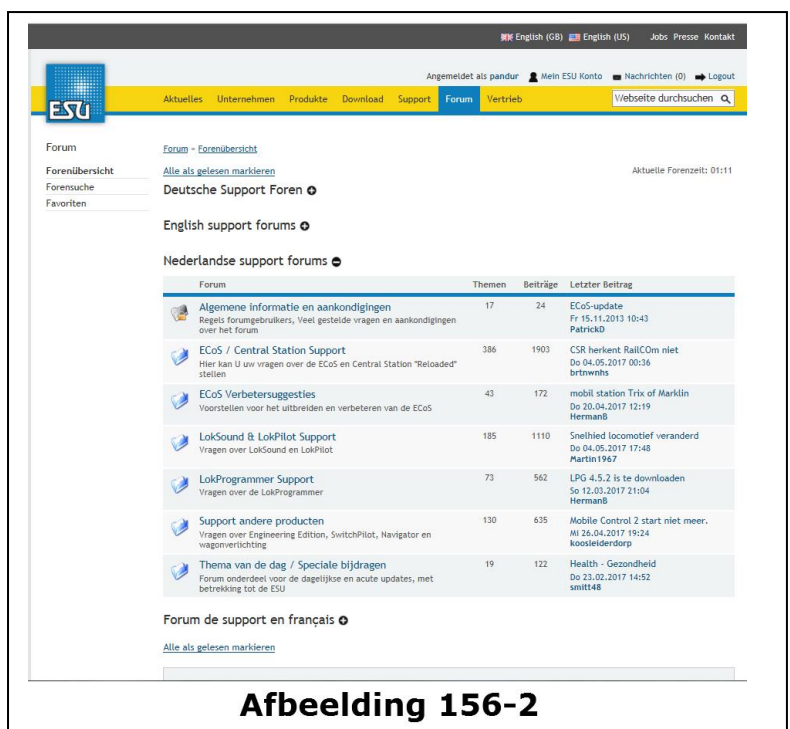 English (GB) English (US) Jobs Presse Kontakt
Angemeldet als pandur Mein ESU Konto Nachrichten (0) Logout
ESU
Aktuelles Unternehmen Produkte Download Support Forum Vertrieb Webseite durchsuchen
Forum
Forenübersicht
Forensuche
Favoriten
Forum - Forenübersicht
Alle als gelesen markieren
Aktuelle Forenzeit: 01:11
Deutsche Support Foren
English support forums
Nederlandse support forums
Forum Themen Beiträge Letzter Beitrag
Algemene informatie en aankondigingen
Regels forumgebruikers, Veel gestelde vragen en aankondigingen
over het forum
17 24
ECoS-update
Fr 15.11.2013 10:43
PatrickD
ECoS / Central Station Support
Hier kan U uw vragen over de ECoS en Central Station "Reloaded"
stellen
386 1903
CSR herkent RailCOm niet
Do 04.05.2017 00:36
brtnwnhs
ECoS Verbetersuggesties
Voorstellen voor het uitbreiden en verbeteren van de ECoS
43 172
mobil station Trix of Marklin
Do 20.04.2017 12:19
HermanB
LokSound & LokPilot Support
Vragen over LokSound en LokPilot
185 1110
Snelhied locomotief veranderd
Do 04.05.2017 17:48
Martin1967
LokProgrammer Support
Vragen over de LokProgrammer
73 562
LPG 4.5.2 is te downloaden
So 12.03.2017 21:04
HermanB
Support andere producten
Vragen over Engineering Edition, SwitchPilot, Navigator en
wagonverlichting
130 635
Mobile Control 2 start niet meer.
Mi 26.04.2017 19:24
koosleiderdorp
Thema van de dag / Speciale bijdragen
Forum onderdeel voor de dagelijkse en acute updates, met
betrekking tot de ESU
19 122
Health - Gezondheid
Do 23.02.2017 14:52
smitt48
Forum de support en français
Alle als gelesen markieren
Afbeelding 156-2